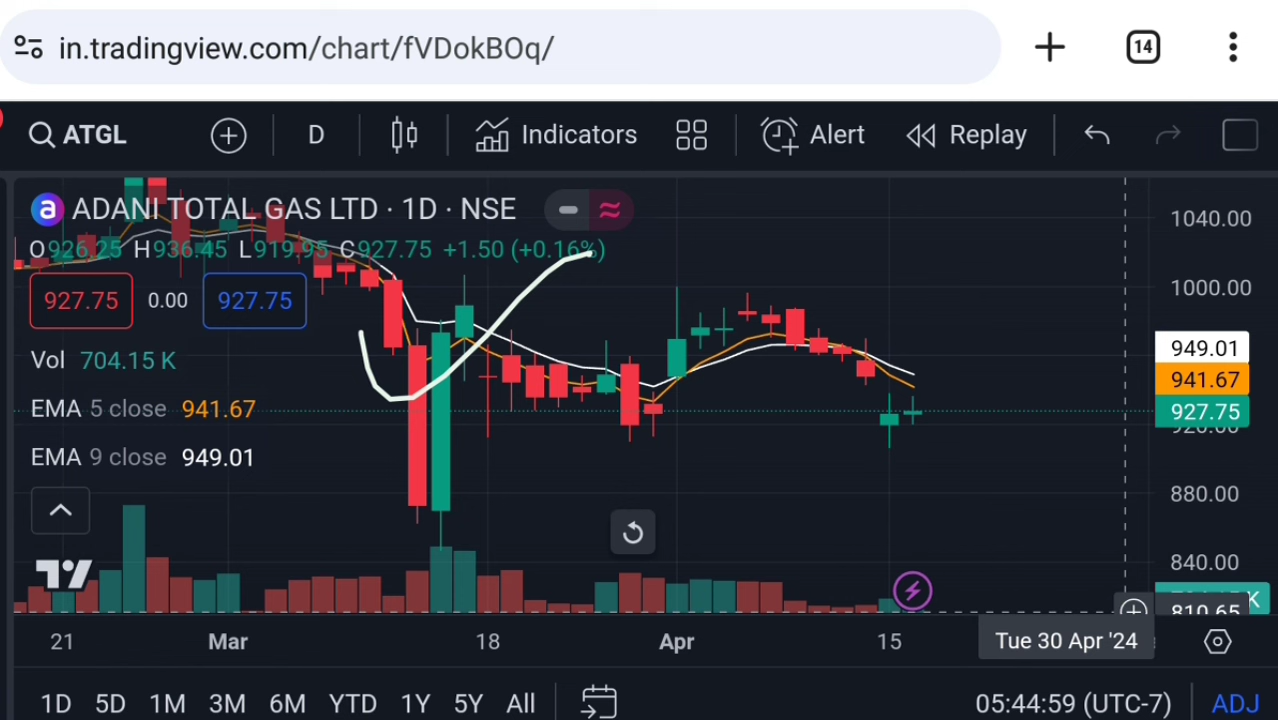 in.tradingview.com/chart/fVDokBOq/
14
ATGL
D
Indicators
Alert
Replay
ADANI TOTAL GAS LTD · 1D · NSE
O926.25 H936.45 L919.95 C927.75 +1.50 (+0.16%)
927.75 0.00 927.75
Vol 704.15 K
EMA 5 close 941.67
EMA 9 close 949.01
1040.00
1000.00
949.01
941.67
927.75
920.00
880.00
840.00
810.65
K
21 Mar 18 Apr 15 Tue 30 Apr '24
1D 5D 1M 3M 6M YTD 1Y 5Y All 05:44:59 (UTC-7) ADJ